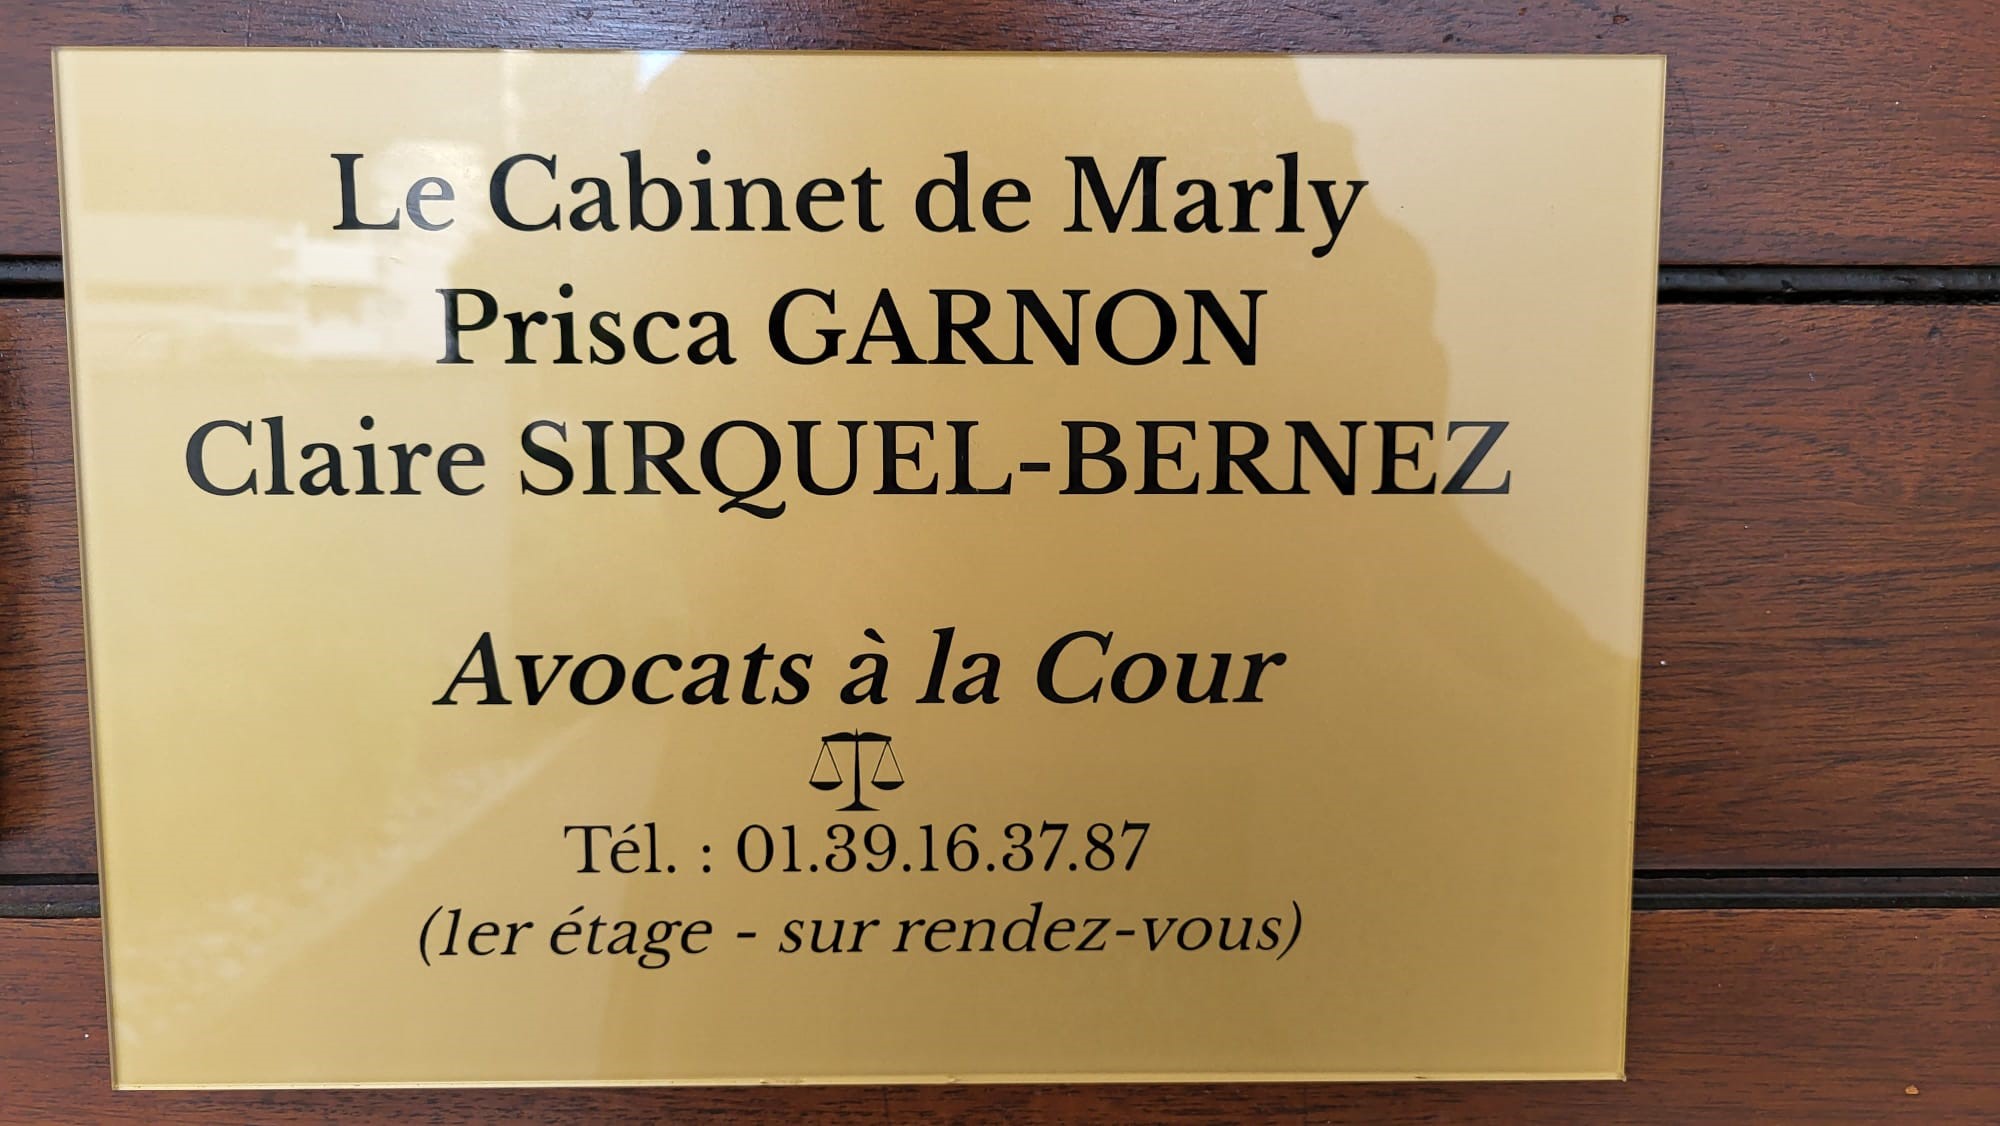 Le Cabinet de Marly
Prisca GARNON
Claire SIRQUEL-BERNEZ
Avocats à la Cour
Tél. : 01.39.16.37.87
(1er étage - sur rendez-vous)